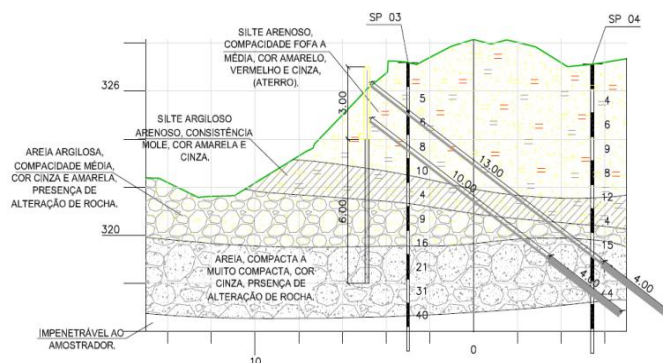 SP 03
SP 04
SILTE ARENOSO,
COMPACIDADE FOFA A
MÉDIA, COR AMARELO,
VERMELHO E CINZA,
(ATERRO).
326
3.00
SILTE ARGILOSO
ARENOSO, CONSISTÊNCIA
MOLE, COR AMARELA E
CINZA.
AREIA ARGILOSA,
COMPACIDADE MÉDIA,
COR CINZA E AMARELA,
PRESENÇA DE
ALTERAÇÃO DE ROCHA.
6.00
320
AREIA, COMPACTA A
MUITO COMPACTA, COR
CINZA, PRSENÇA DE
ALTERAÇÃO DE ROCHA.
IMPENETRÁVEL AO
AMOSTRADOR.
5
6
8
10
4
9
16
21
31
40
13.00
10.00
4.00
4.00
4
6
9
8
12
4
15
44
10
0